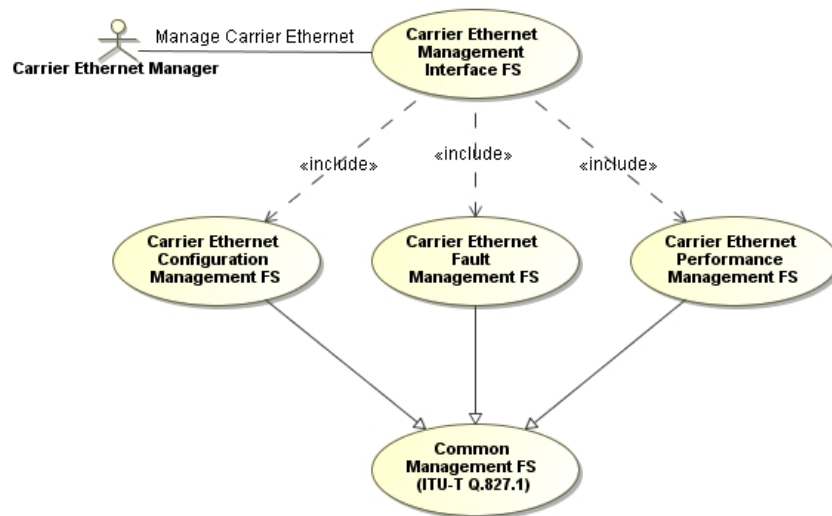 Manage Carrier Ethernet
Carrier Ethernet Manager
Carrier Ethernet
Management
Interface FS
«include»
«include»
«include»
Carrier Ethernet
Configuration
Management FS
Carrier Ethernet
Fault
Management FS
Carrier Ethernet
Performance
Management FS
Common
Management FS
(ITU-T Q.827.1)